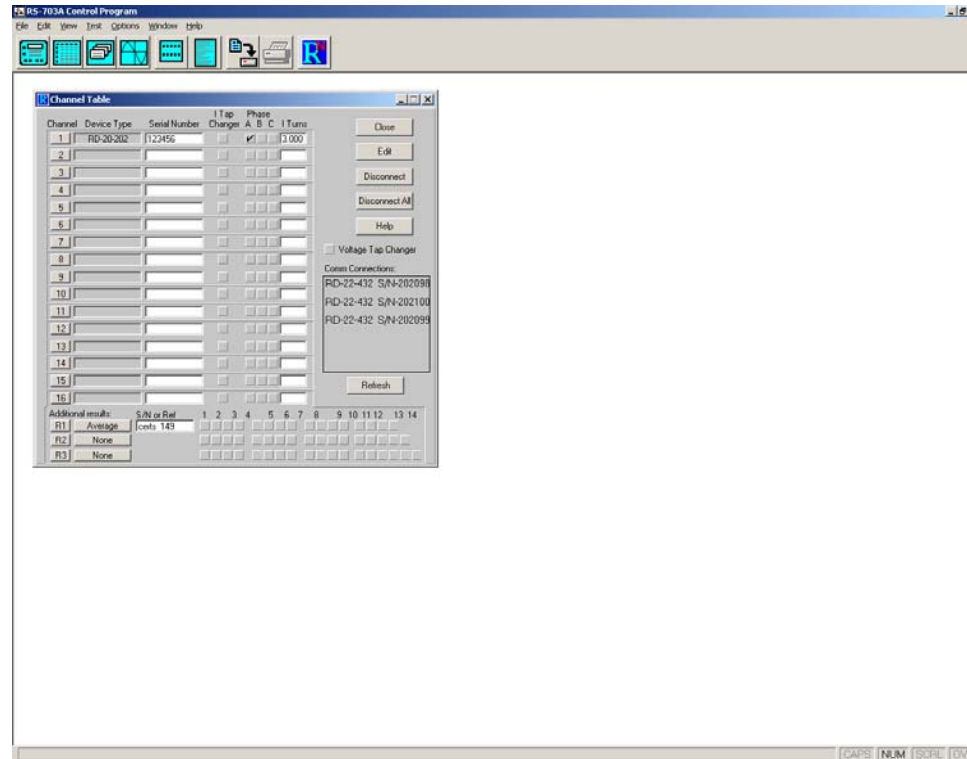 RS-703A Control Program
File Edit View Test Options Window Help
R
Channel Table
I Tap Phase
Channel Device Type Serial Number Changer A B C I Turns
1 RD-20-202 123456 3.000
2
3
4
5
6
7
8
9
10
11
12
13
14
15
16
Close
Edit
Disconnect
Disconnect All
Help
Voltage Tap Changer
Comm Connections:
RD-22-432 S/N-202098
RD-22-432 S/N-202100
RD-22-432 S/N-202099
Refresh
Additional results: S/N or Ref 1 2 3 4 5 6 7 8 9 10 11 12 13 14
R1 Average certs 149
R2 None
R3 None
CAPS NUM SCRL OV